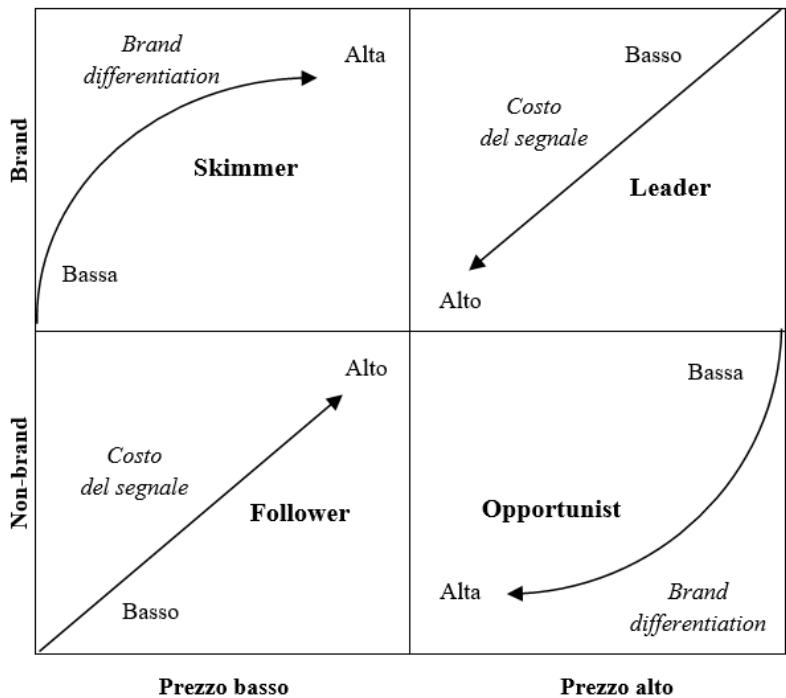 Brand
Brand
differentiation
Alta
Skimmer
Bassa
Basso
Costo
del segnale
Leader
Alto
Non-brand
Alto
Costo
del segnale
Follower
Basso
Bassa
Opportunist
Alta
Brand
differentiation
Prezzo basso
Prezzo alto